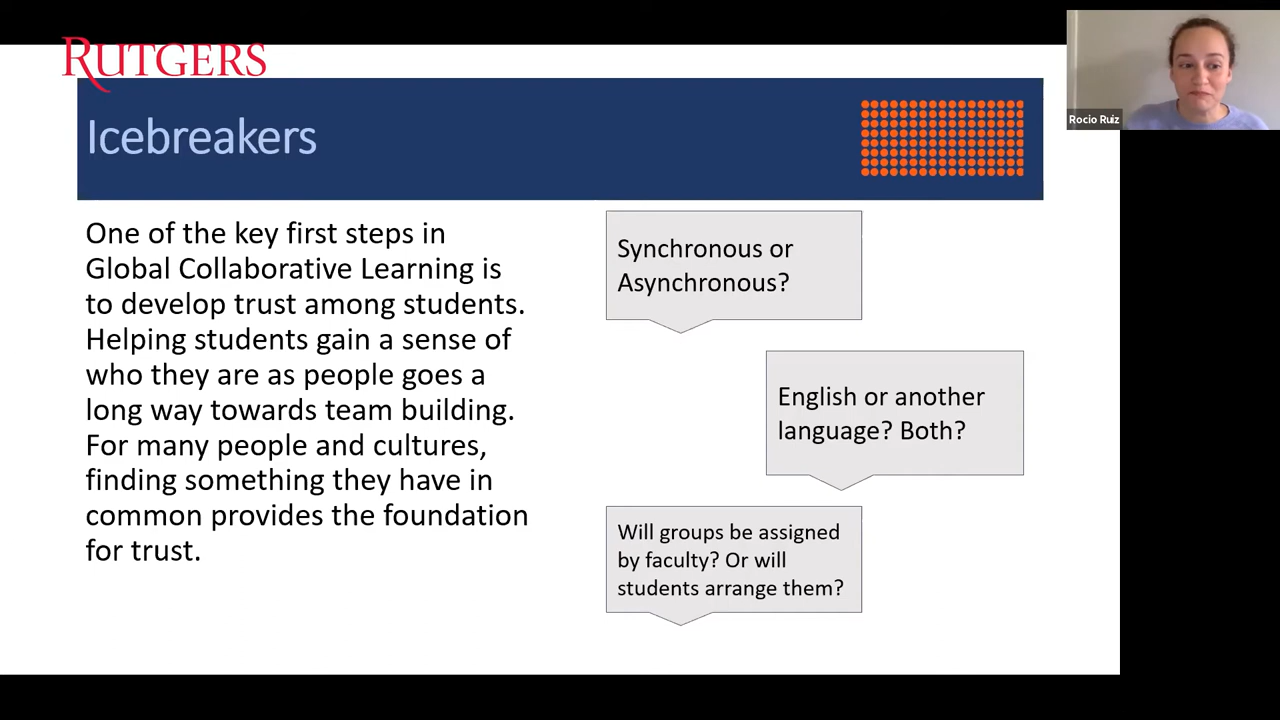 RUTGERS
Icebreakers
One of the key first steps in
Global Collaborative Learning is
to develop trust among students.
Helping students gain a sense of
who they are as people goes a
long way towards team building.
For many people and cultures,
finding something they have in
common provides the foundation
for trust.
Synchronous or
Asynchronous?
English or another
language? Both?
Will groups be assigned
by faculty? Or will
students arrange them?
Rocio Ruiz